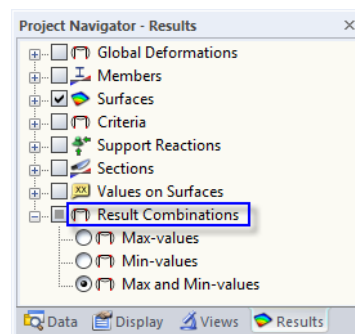 Project Navigator - Results
Global Deformations
Members
Surfaces
Criteria
Support Reactions
Sections
xx Values on Surfaces
Result Combinations
Max-values
Min-values
Max and Min-values
Data Display Views Results